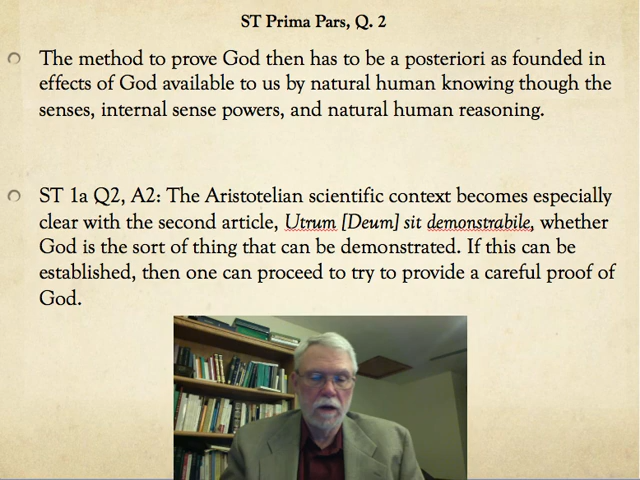 ST Prima Pars, Q. 2
The method to prove God then has to be a posteriori as founded in
effects of God available to us by natural human knowing though the
senses, internal sense powers, and natural human reasoning.
ST 1a Q2, A2: The Aristotelian scientific context becomes especially
clear with the second article, Utrum [Deum] sit demonstrabile, whether
God is the sort of thing that can be demonstrated. If this can be
established, then one can proceed to try to provide a careful proof of
God.